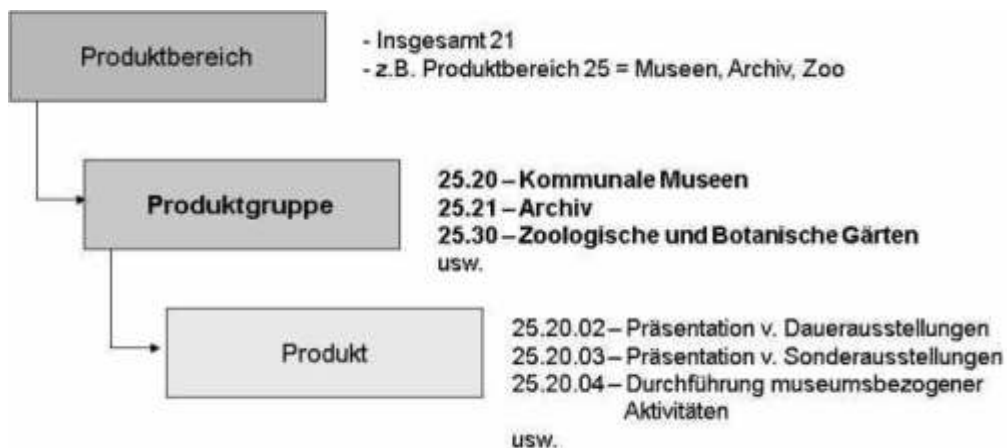 Produktbereich
- Insgesamt 21
- z.B. Produktbereich 25 = Museen, Archiv, Zoo
Produktgruppe
25.20 – Kommunale Museen
25.21 – Archiv
25.30 – Zoologische und Botanische Gärten
usw.
Produkt
25.20.02 – Präsentation v. Dauerausstellungen
25.20.03 – Präsentation v. Sonderausstellungen
25.20.04 – Durchführung museumsbezogener
Aktivitäten
usw.